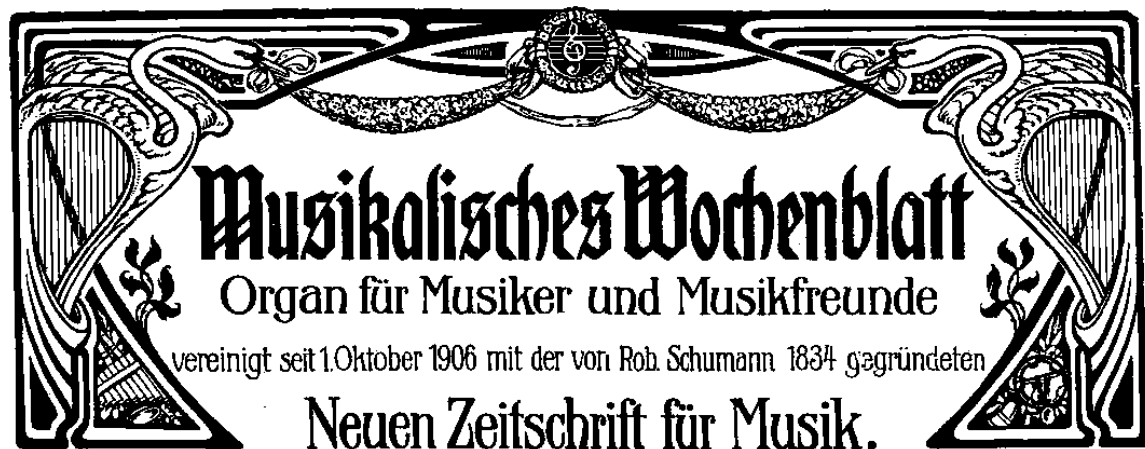 Musikalisches Wochenblatt
Organ für Musiker und Musikfreunde
vereinigt seit 1. Oktober 1906 mit der von Rob. Schumann 1834 gegründeten
Neuen Zeitschrift für Musik.